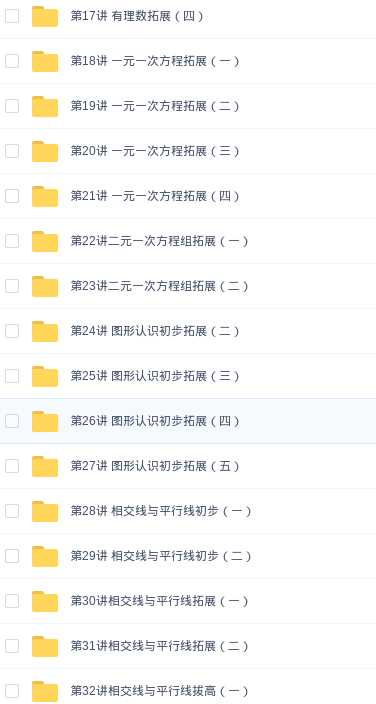 第17讲 有理数拓展（四）
第18讲 一元一次方程拓展（一）
第19讲 一元一次方程拓展（二）
第20讲 一元一次方程拓展（三）
第21讲 一元一次方程拓展（四）
第22讲二元一次方程组拓展（一）
第23讲二元一次方程组拓展（二）
第24讲 图形认识初步拓展（二）
第25讲 图形认识初步拓展（三）
第26讲 图形认识初步拓展（四）
第27讲 图形认识初步拓展（五）
第28讲 相交线与平行线初步（一）
第29讲 相交线与平行线初步（二）
第30讲相交线与平行线拓展（一）
第31讲相交线与平行线拓展（二）
第32讲相交线与平行线拔高（一）